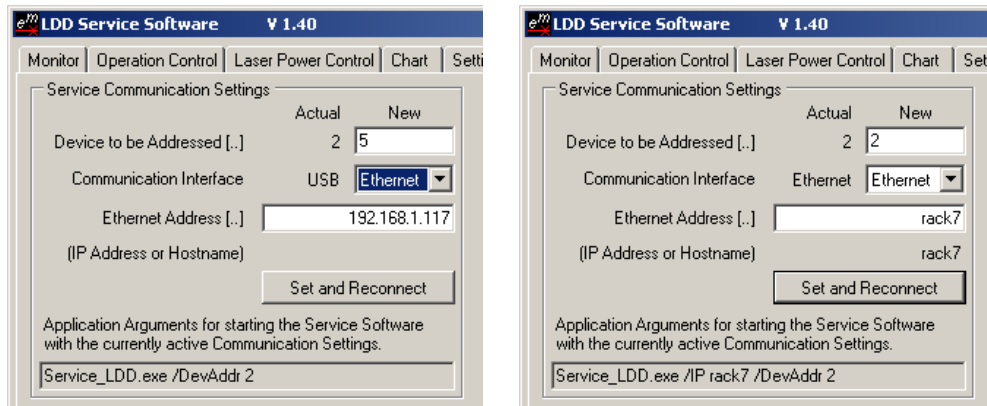 em LDD Service Software V 1.40
Monitor Operation Control Laser Power Control Chart Setti
Service Communication Settings
Actual New
Device to be Addressed [..] 2 5
Communication Interface USB Ethernet
Ethernet Address [..] 192.168.1.117
(IP Address or Hostname)
Set and Reconnect
Application Arguments for starting the Service Software
with the currently active Communication Settings.
Service_LDD.exe /DevAddr 2
em LDD Service Software V 1.40
Monitor Operation Control Laser Power Control Chart Set
Service Communication Settings
Actual New
Device to be Addressed [..] 2 2
Communication Interface Ethernet Ethernet
Ethernet Address [..] rack7
(IP Address or Hostname) rack7
Set and Reconnect
Application Arguments for starting the Service Software
with the currently active Communication Settings.
Service_LDD.exe /IP rack7 /DevAddr 2